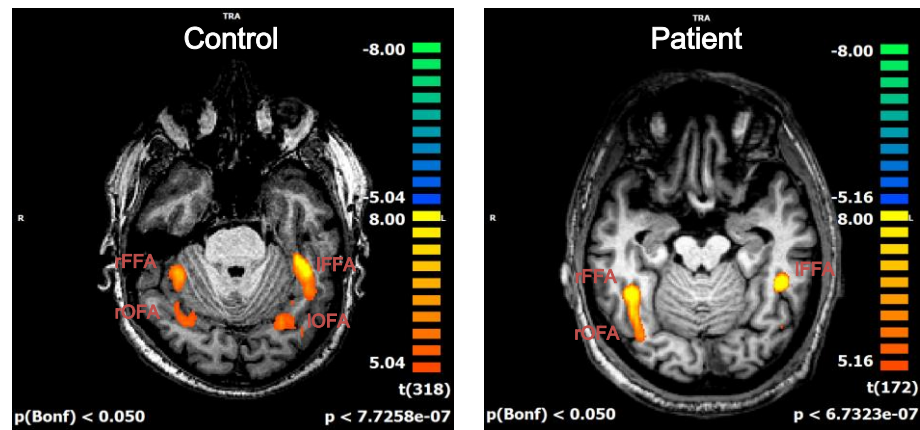 TRA
Control
-8.00
-5.04
8.00
R
rFFA
lFFA
rOFA
lOFA
5.04
t(318)
p(Bonf) < 0.050
p < 7.7258e-07
TRA
Patient
-8.00
-5.16
8.00
R
L
rFFA
lFFA
rOFA
5.16
t(172)
p(Bonf) < 0.050
p < 6.7323e-07